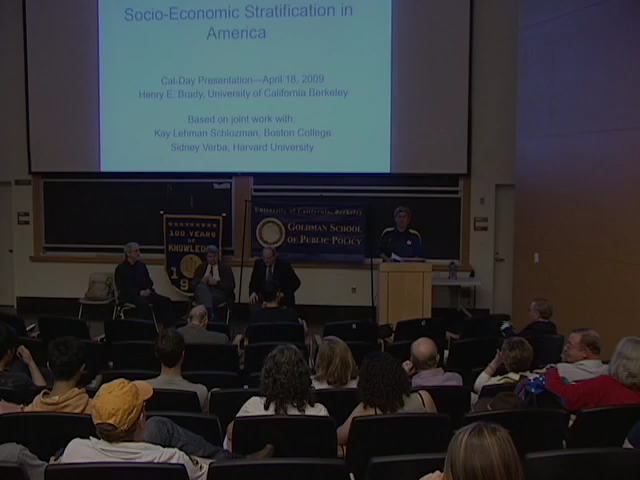 Socio-Economic Stratification in
America
Cal-Day Presentation—April 18, 2009
Henry E. Brady, University of California Berkeley
Based on joint work with:
Kay Lehman Schlozman, Boston College
Sidney Verba, Harvard University
University of California, Berkeley
GOLDMAN SCHOOL
OF PUBLIC POLICY
100 YEARS
OF
KNOWLEDGE